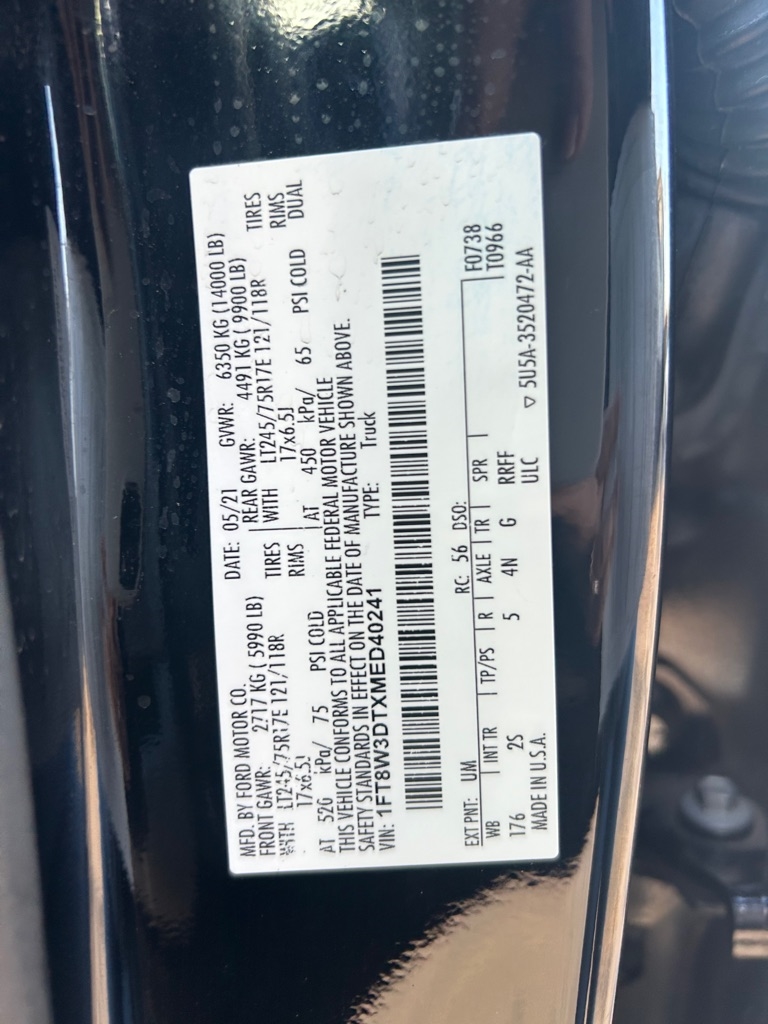 MFD. BY FORD MOTOR CO. DATE: 05/21 GVWR: 6350 KG (14000 LB)
FRONT GAWR: 2717 KG ( 5990 LB) REAR GAWR: 4491 KG ( 9900 LB)
WITH LT245/75R17E 121/118R TIRES WITH LT245/75R17E 121/118R TIRES
17x6.5J RIMS 17x6.5J RIMS
AT 520 kPa/ 75 PSI COLD AT 450 kPa/ 65 PSI COLD DUAL
THIS VEHICLE CONFORMS TO ALL APPLICABLE FEDERAL MOTOR VEHICLE
SAFETY STANDARDS IN EFFECT ON THE DATE OF MANUFACTURE SHOWN ABOVE.
VIN: 1FT8W3DTXMED40241 TYPE: Truck
EXT PNT: UM RC: 56 DSO: F0738
WB INT TR TP/PS R AXLE TR SPR T0966
176 2S 5 4N G RRFF
MADE IN U.S.A. ULC ▽ 5U5A-3520472-AA